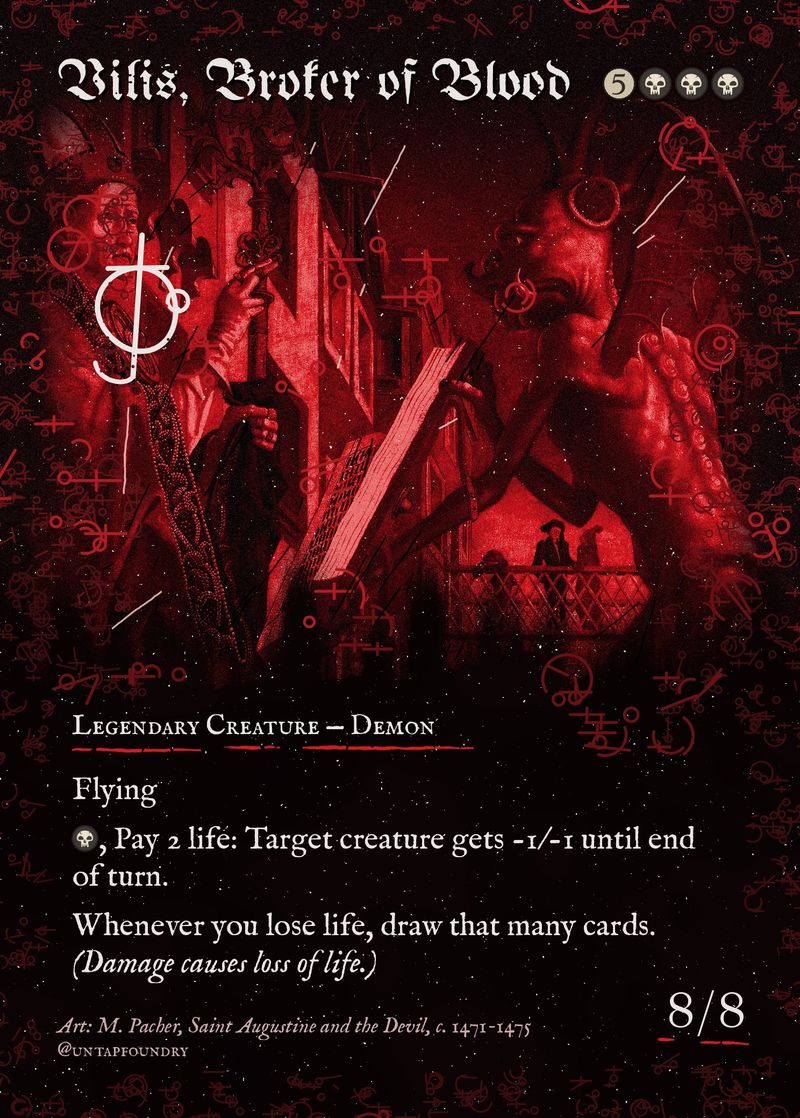 Vilis, Broker of Blood 5
Legendary Creature — Demon
Flying
, Pay 2 life: Target creature gets -1/-1 until end
of turn.
Whenever you lose life, draw that many cards.
(Damage causes loss of life.)
8/8
Art: M. Pacher, Saint Augustine and the Devil, c. 1471-1475
@untapfoundry